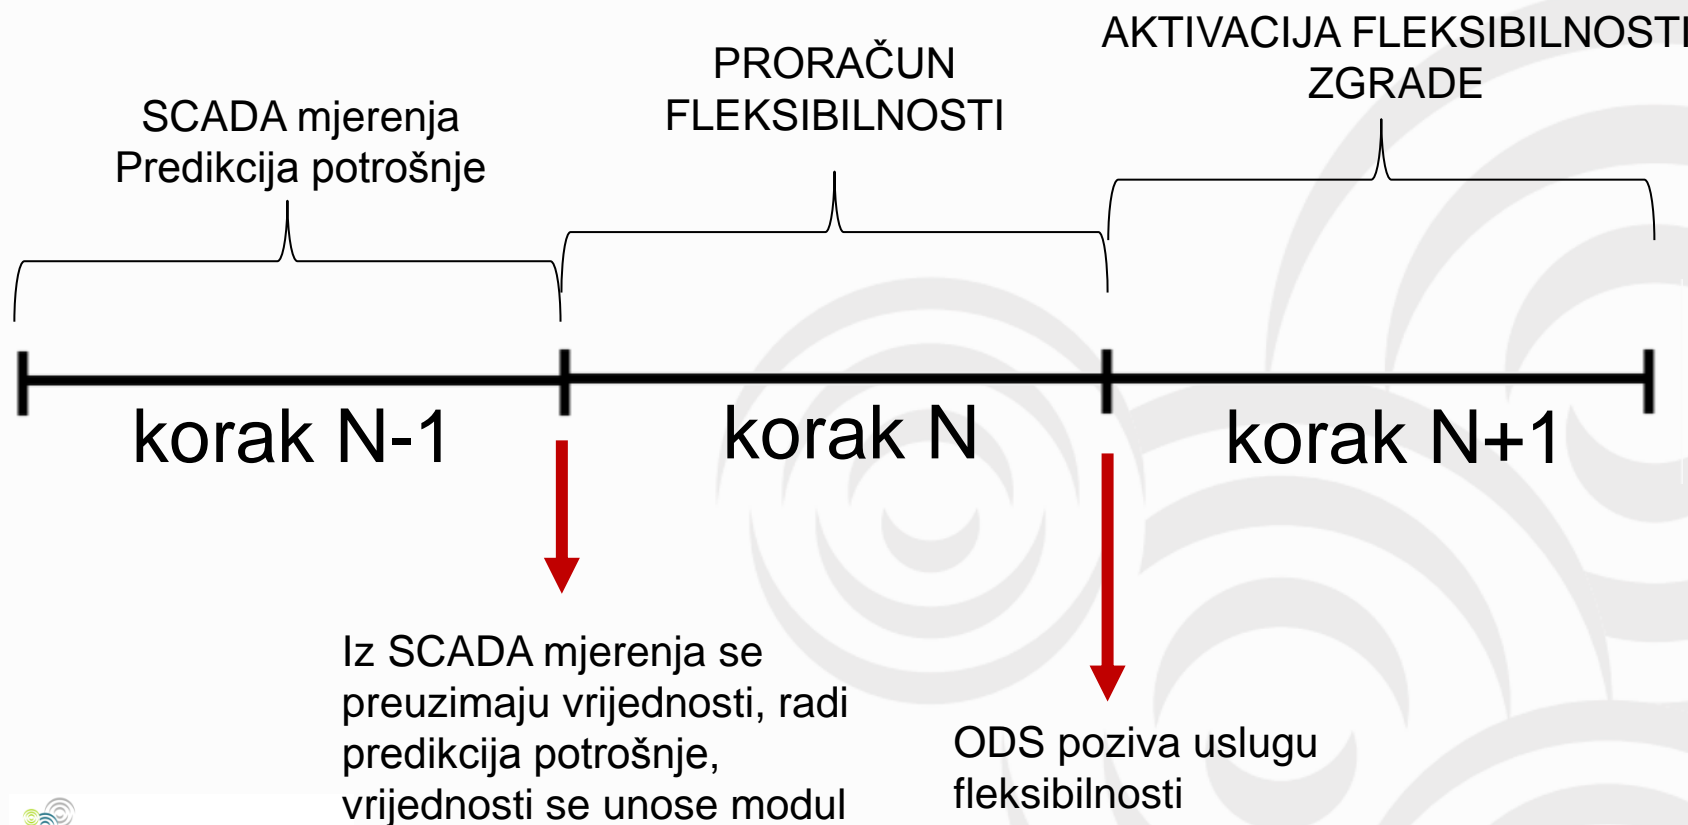 SCADA mjerenja
Predikcija potrošnje
PRORAČUN
FLEKSIBILNOSTI
AKTIVACIJA FLEKSIBILNOSTI
ZGRADE
korak N-1
korak N
korak N+1
Iz SCADA mjerenja se
preuzimaju vrijednosti, radi
predikcija potrošnje,
vrijednosti se unose modul
ODS poziva uslugu
fleksibilnosti